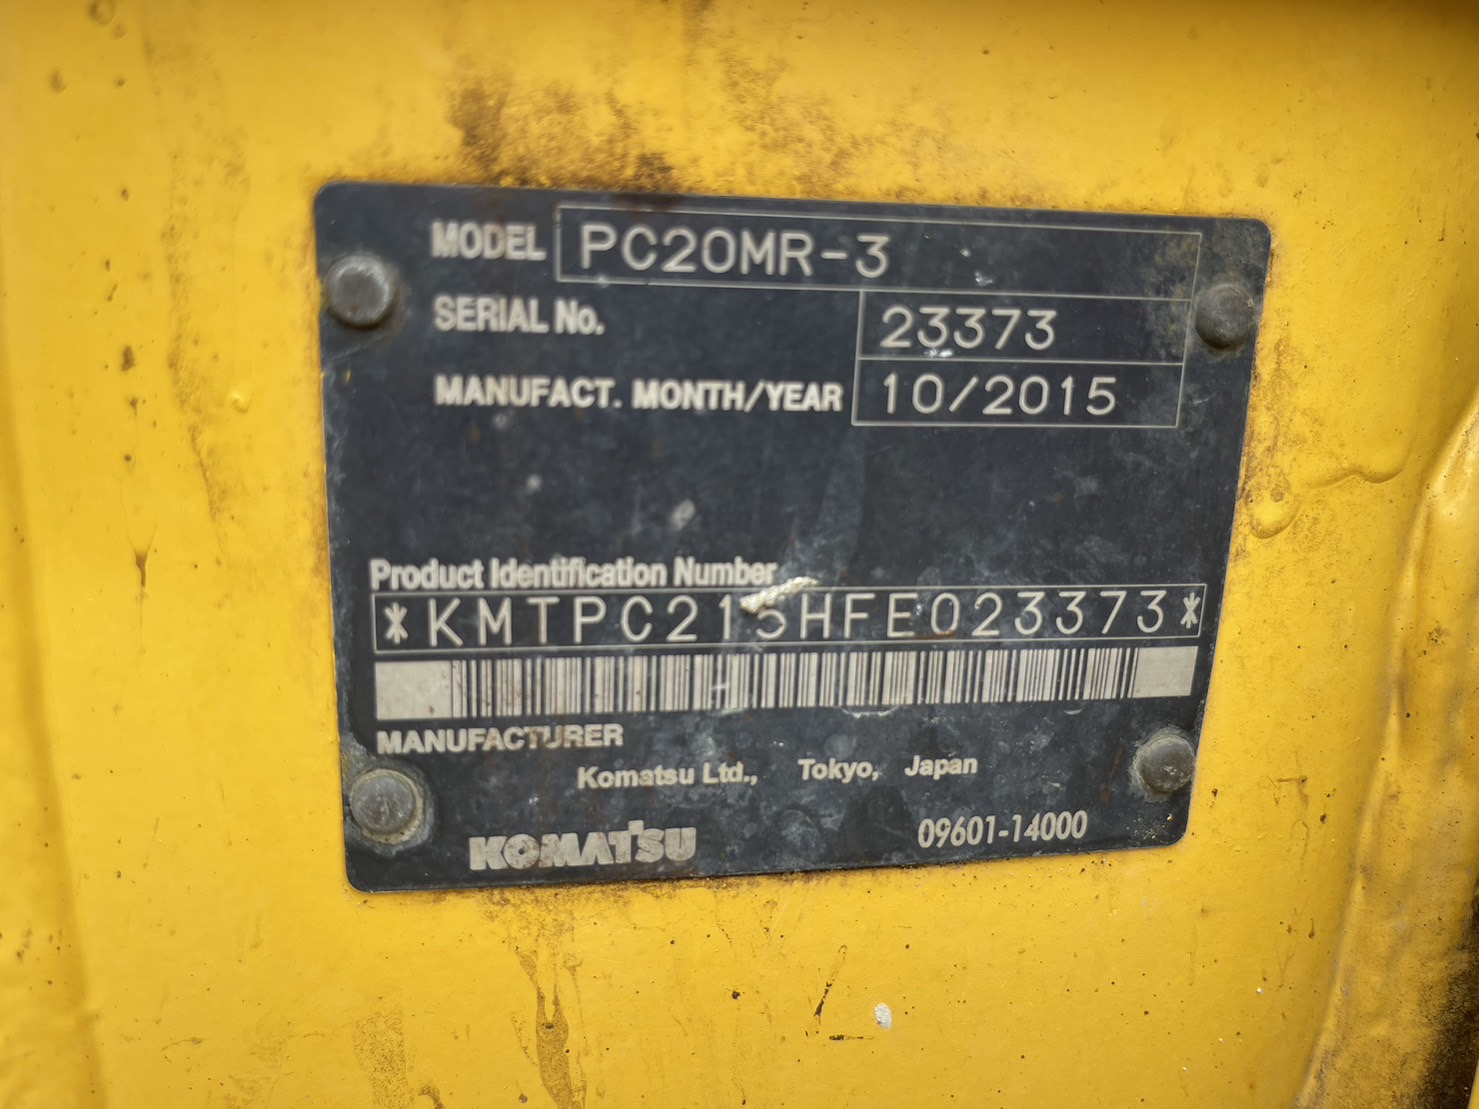 MODEL PC20MR-3
SERIAL No. 23373
MANUFACT. MONTH/YEAR 10/2015
Product Identification Number
*KMTPC215HFE023373*
MANUFACTURER
Komatsu Ltd., Tokyo, Japan
KOMATSU 09601-14000